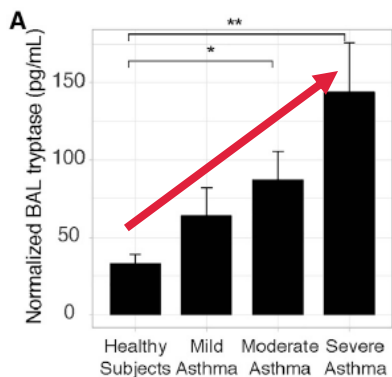 A
**
*
Normalized BAL tryptase (pg/mL)
150
100
50
0
Healthy Subjects
Mild Asthma
Moderate Asthma
Severe Asthma